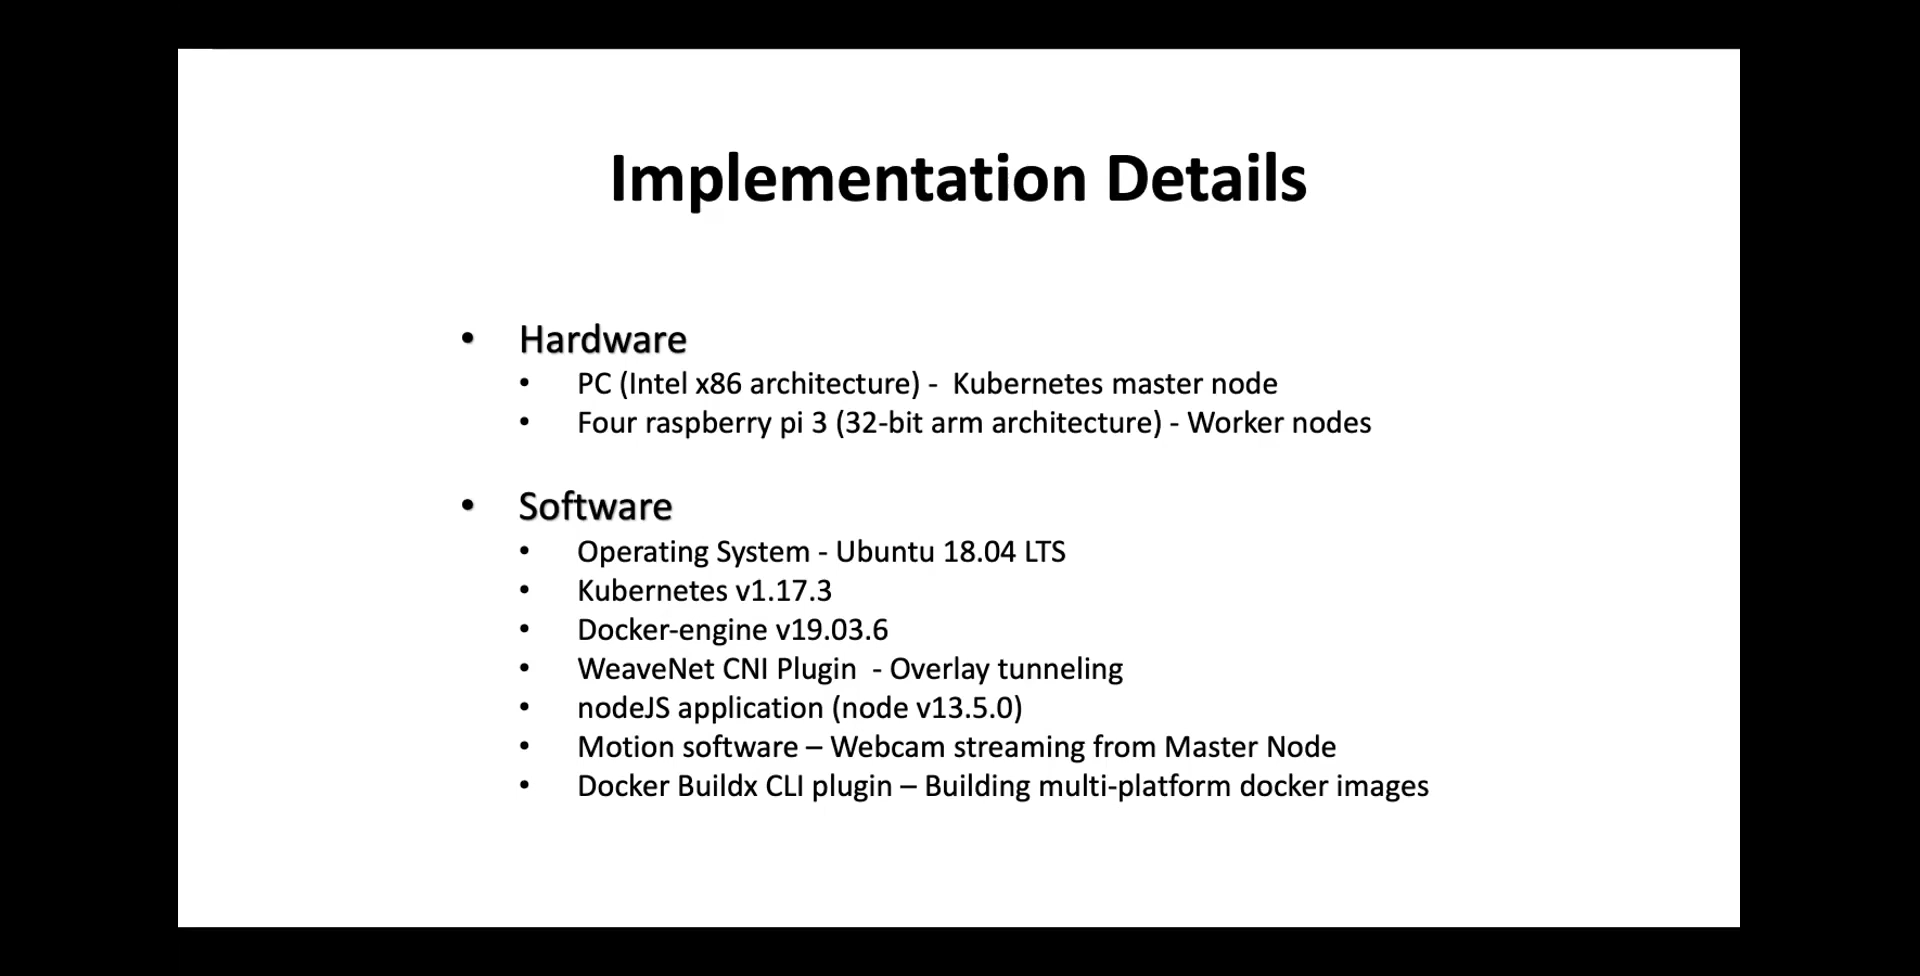 Implementation Details
• Hardware
• PC (Intel x86 architecture) -  Kubernetes master node
• Four raspberry pi 3 (32-bit arm architecture) - Worker nodes
• Software
• Operating System - Ubuntu 18.04 LTS
• Kubernetes v1.17.3
• Docker-engine v19.03.6
• WeaveNet CNI Plugin  - Overlay tunneling
• nodeJS application (node v13.5.0)
• Motion software – Webcam streaming from Master Node
• Docker Buildx CLI plugin – Building multi-platform docker images